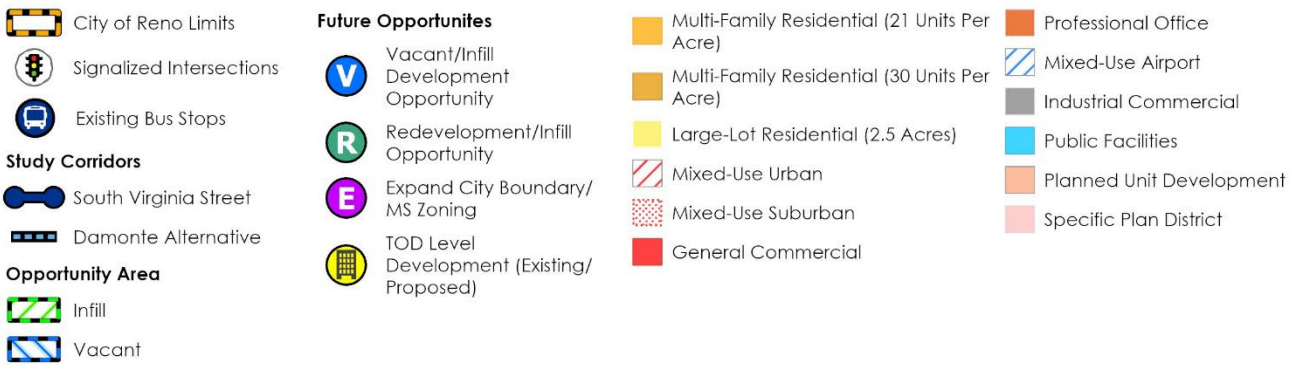 City of Reno Limits
Signalized Intersections
Existing Bus Stops
Study Corridors
South Virginia Street
Damonte Alternative
Opportunity Area
Infill
Vacant
Future Opportunites
V
Vacant/Infill
Development
Opportunity
R
Redevelopment/Infill
Opportunity
E
Expand City Boundary/
MS Zoning
TOD Level
Development (Existing/
Proposed)
Multi-Family Residential (21 Units Per
Acre)
Multi-Family Residential (30 Units Per
Acre)
Large-Lot Residential (2.5 Acres)
Mixed-Use Urban
Mixed-Use Suburban
General Commercial
Professional Office
Mixed-Use Airport
Industrial Commercial
Public Facilities
Planned Unit Development
Specific Plan District